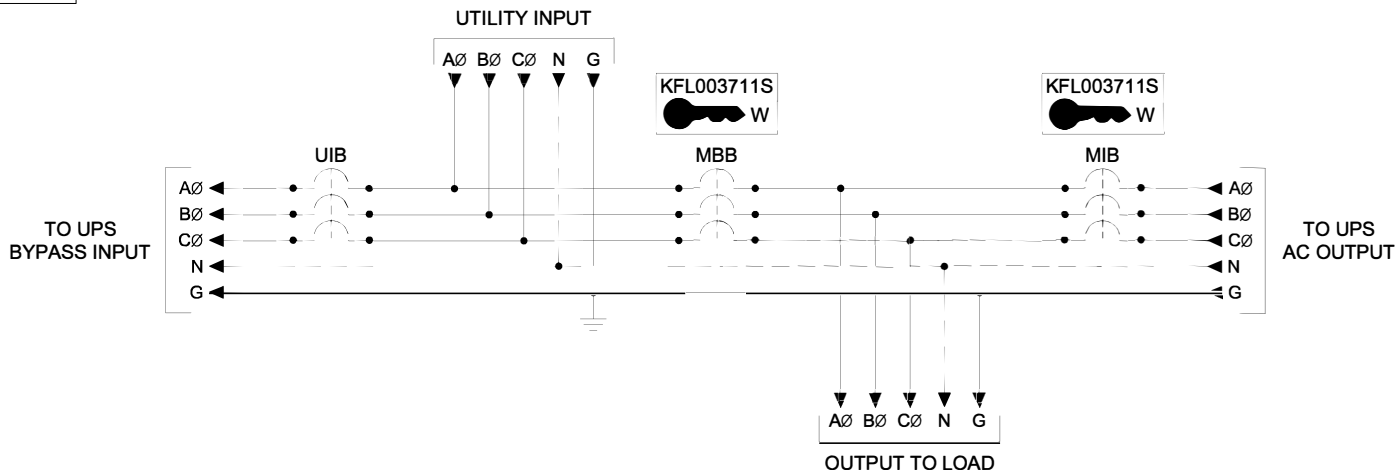 UTILITY INPUT
AØ BØ CØ N G
KFL003711S
W
KFL003711S
W
UIB
MBB
MIB
TO UPS
BYPASS INPUT
AØ
BØ
CØ
N
G
AØ
BØ
CØ
N
G
TO UPS
AC OUTPUT
AØ BØ CØ N G
OUTPUT TO LOAD